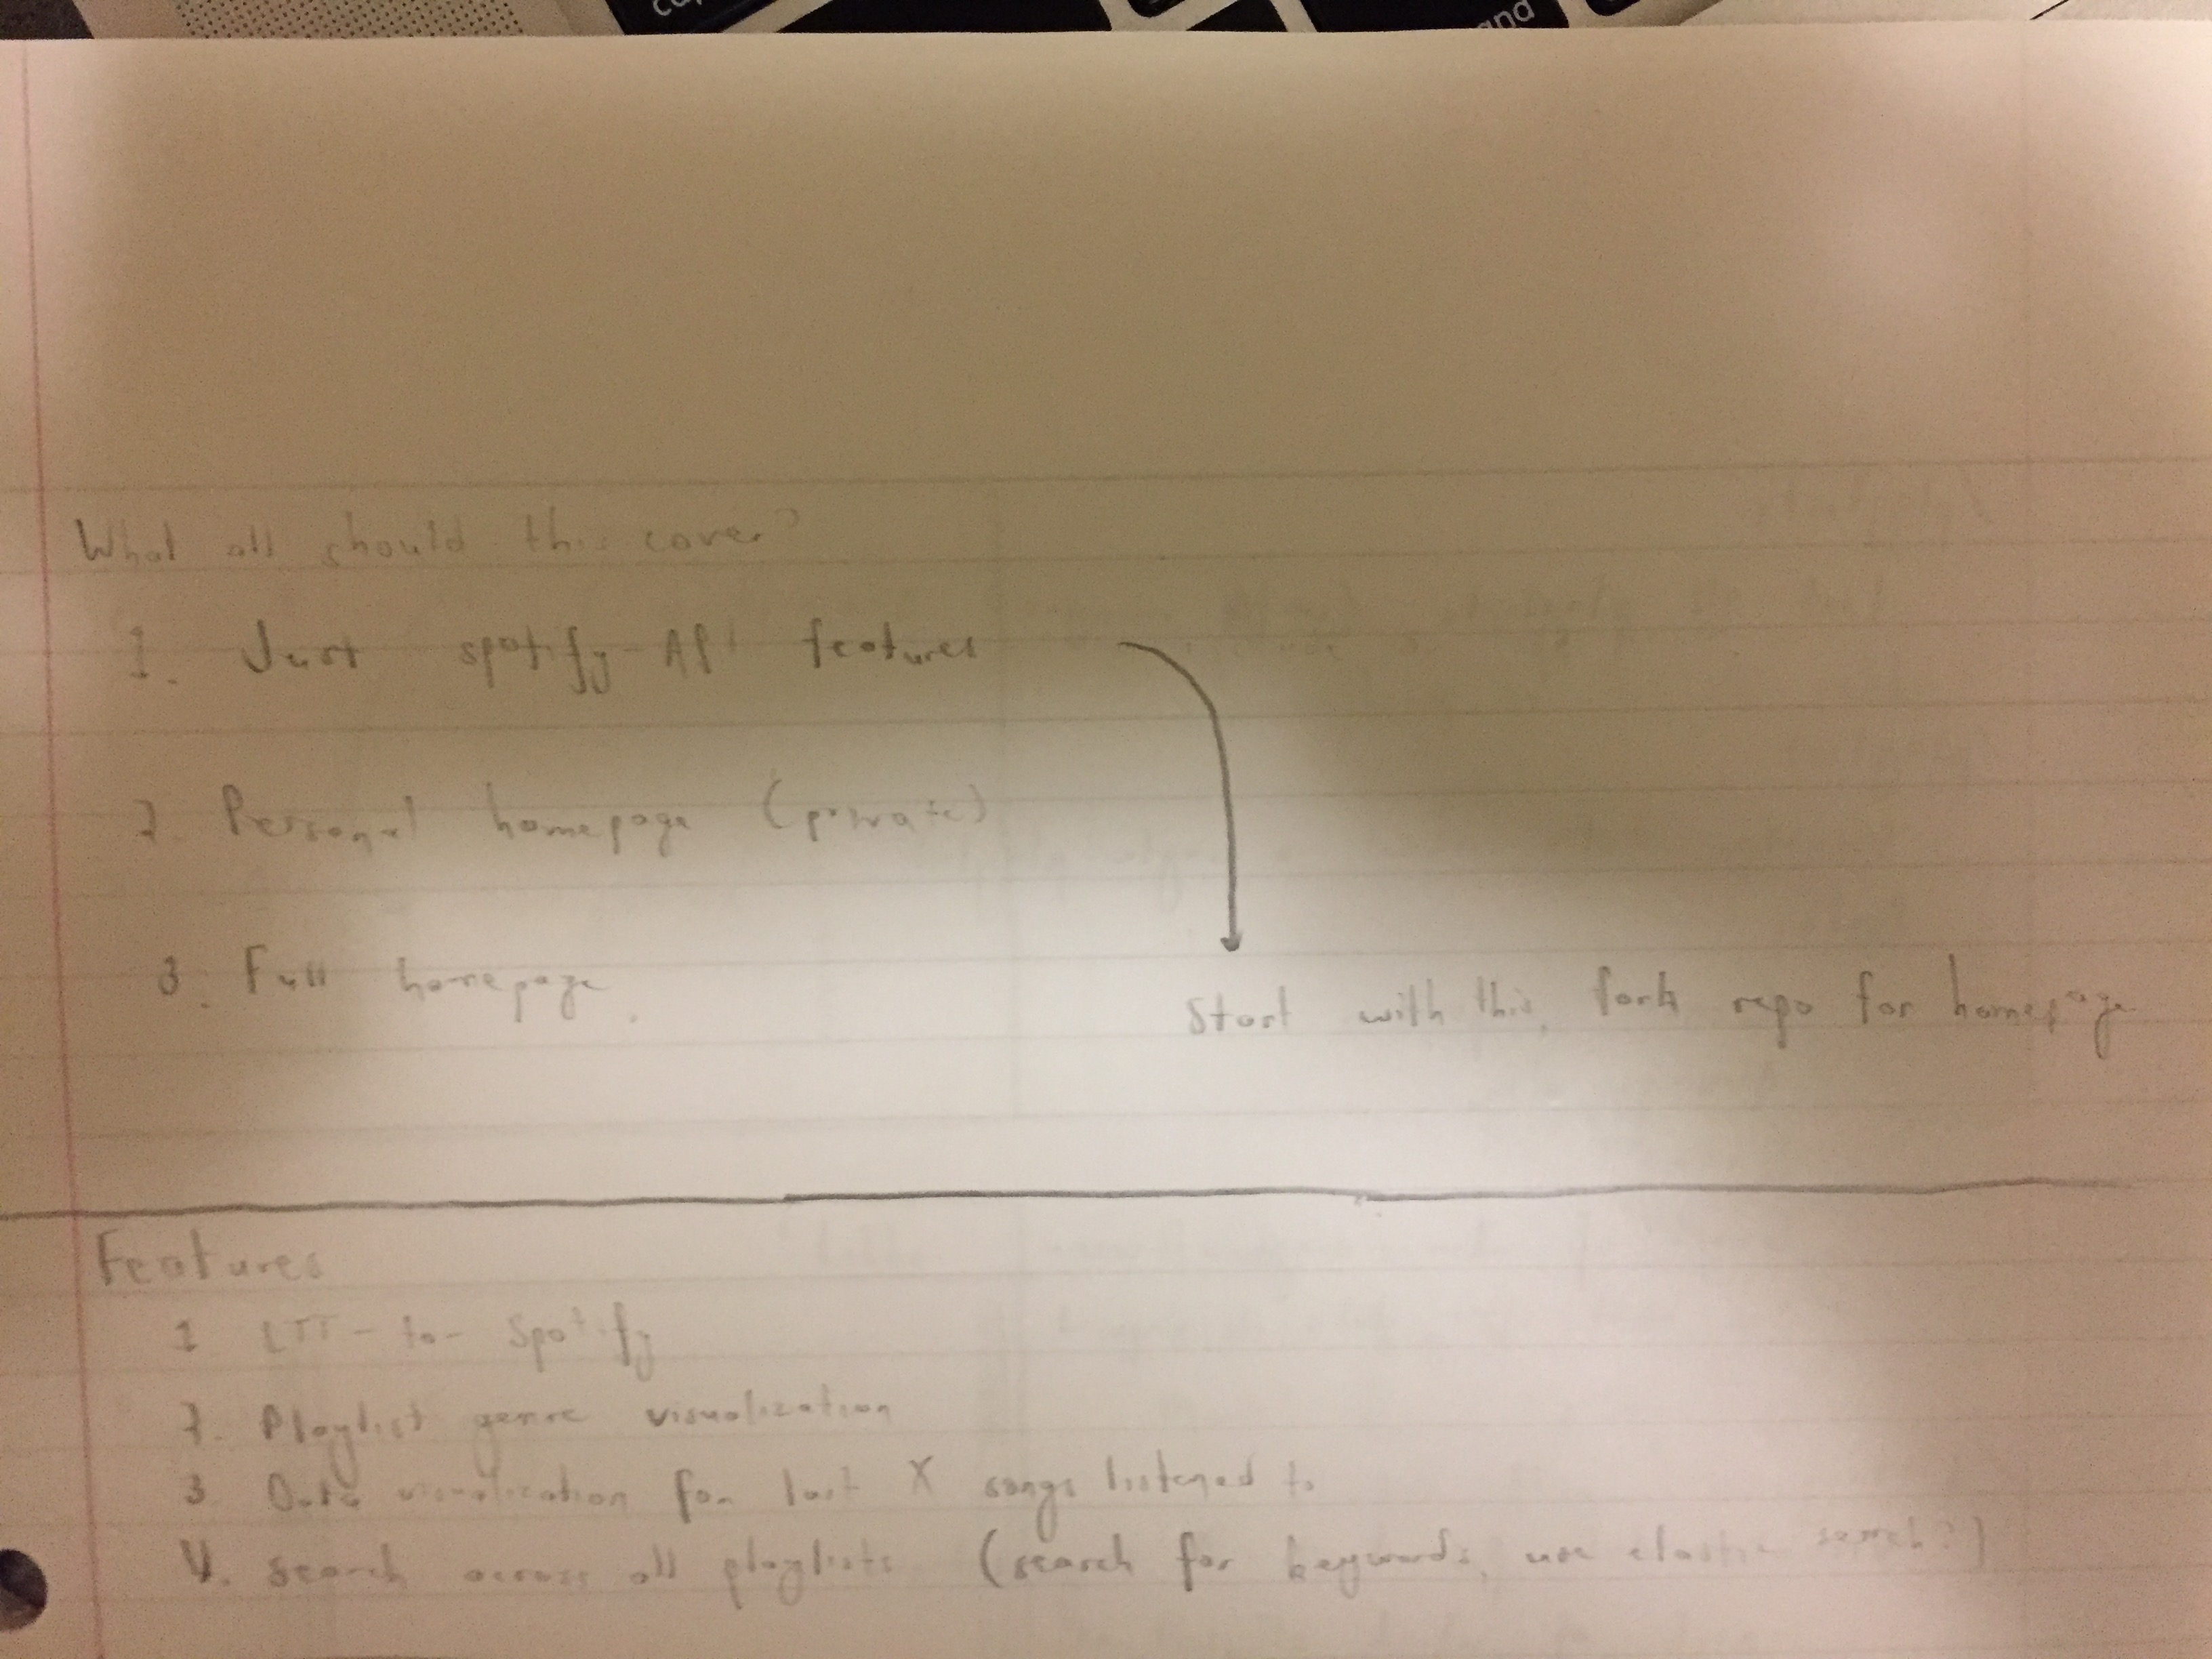 and
What all should this cover?
1. Just spotify-API features
2. Personal homepage (private)
3. Full homepage.
Start with this, fork repo for homepage
Features
1 LTT-to-Spotify
2. Playlist genre visualization
3 Data visualization for last X songs listened to
4. search across all playlists (search for keywords, use elastic search?)